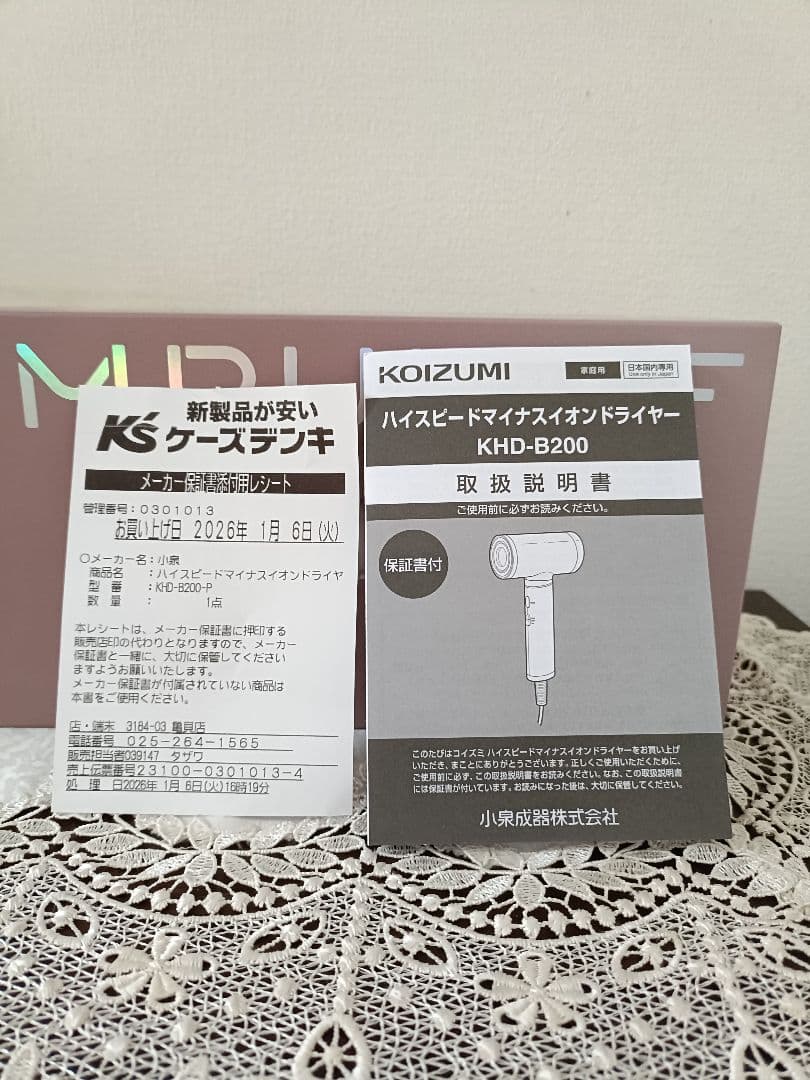 K's 新製品が安い
ケーズデンキ
メーカー保証書添付用レシート
管理番号:0301013
お買い上げ日 2026年 1月 6日(火)
○メーカー名:小泉
商品名 :ハイスピードマイナスイオンドライヤ
型 番 :KHD-B200-P
数 量 : 1点
本レシートは、メーカー保証書に押印する
販売店印の代わりとなりますので、メーカー
保証書と一緒に、大切に保管してください
ますようお願いいたします。
メーカー保証書が付属されていない商品は
本書をご使用ください。
店・端末 3184-03 亀貝店
電話番号 025-264-1565
販売担当者039147 タザワ
売上伝票番号23100-0301013-4
処 理 日2026年 1月 6日(火)16時19分
KOIZUMI
家庭用
日本国内専用
Use only in Japan
ハイスピードマイナスイオンドライヤー
KHD-B200
取扱説明書
ご使用前に必ずお読みください。
保証書付
このたびはコイズミ ハイスピードマイナスイオンドライヤーをお買い上げ
いただき、まことにありがとうございます。正しくご使用いただくために、
ご使用前に必ず、この取扱説明書をお読みください。なお、この取扱説明書
には保証書が付いています。お読みになった後は、大切に保管してください。
小泉成器株式会社